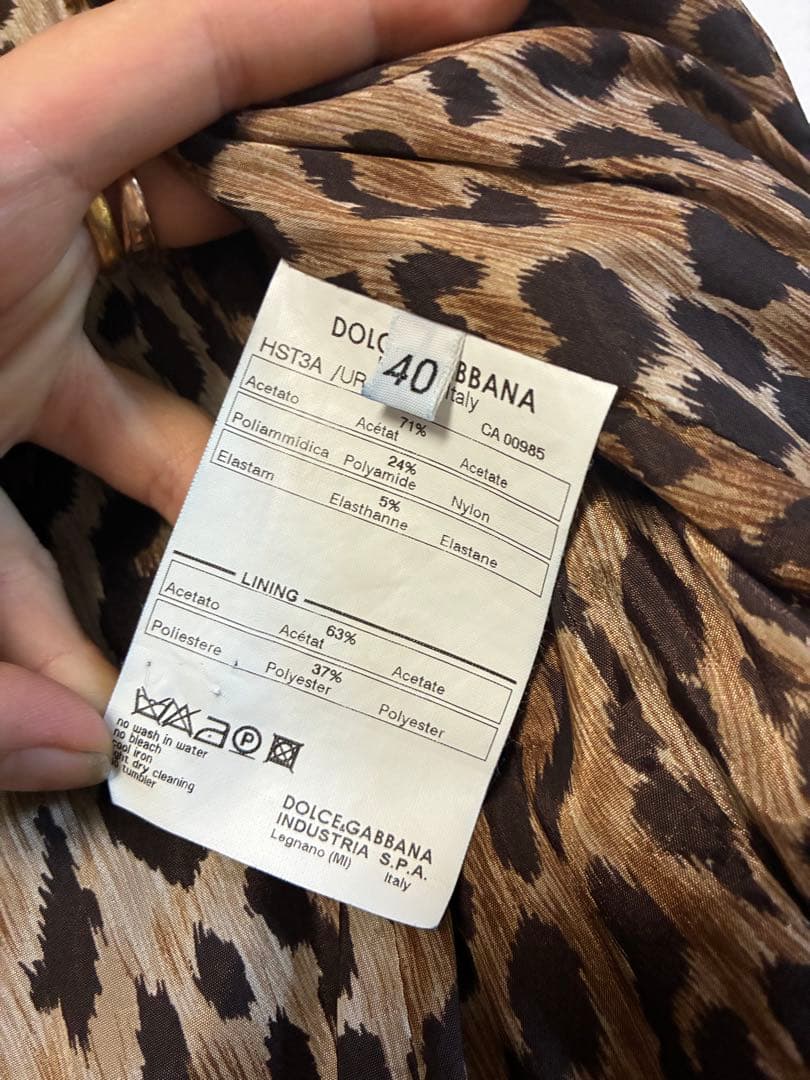 DOLC BBANA
40
HST3A /UR Italy CA 00985
71%
Acetato Acétat Acetate
24%
Poliammidica Polyamide Nylon
5%
Elastam Elasthanne Elastane
LINING
63%
Acetato Acétat Acetate
37%
Poliestere Polyester Polyester
P
no wash in water
no bleach
cool iron
dry cleaning
tumbler
DOLCE&GABBANA
INDUSTRIA S.P.A.
Legnano (MI) Italy